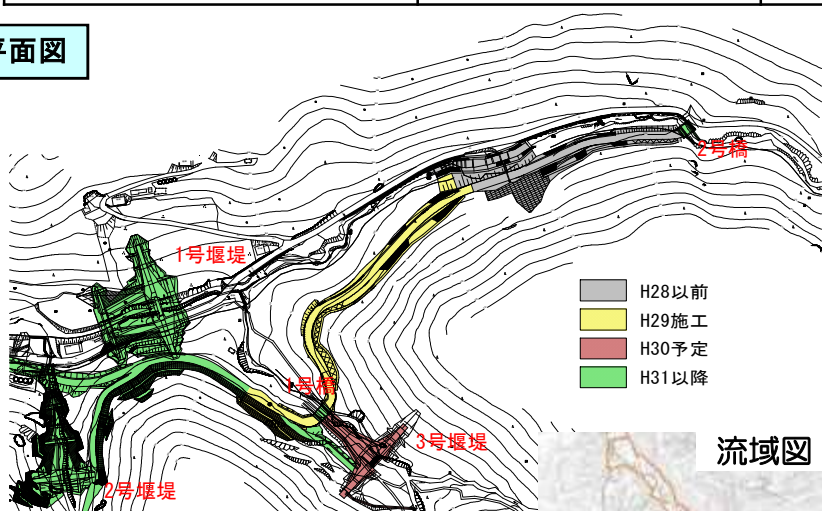 平面図
2号橋
1号堰堤
H28以前
H29施工
H30予定
H31以降
1号橋
3号堰堤
流域図
2号堰堤